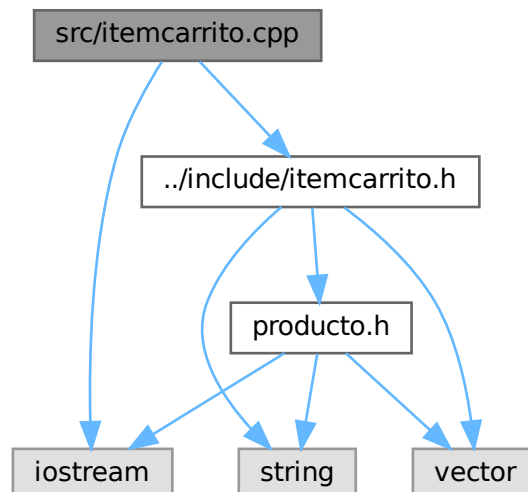 src/itemcarrito.cpp
../include/itemcarrito.h
producto.h
iostream
string
vector